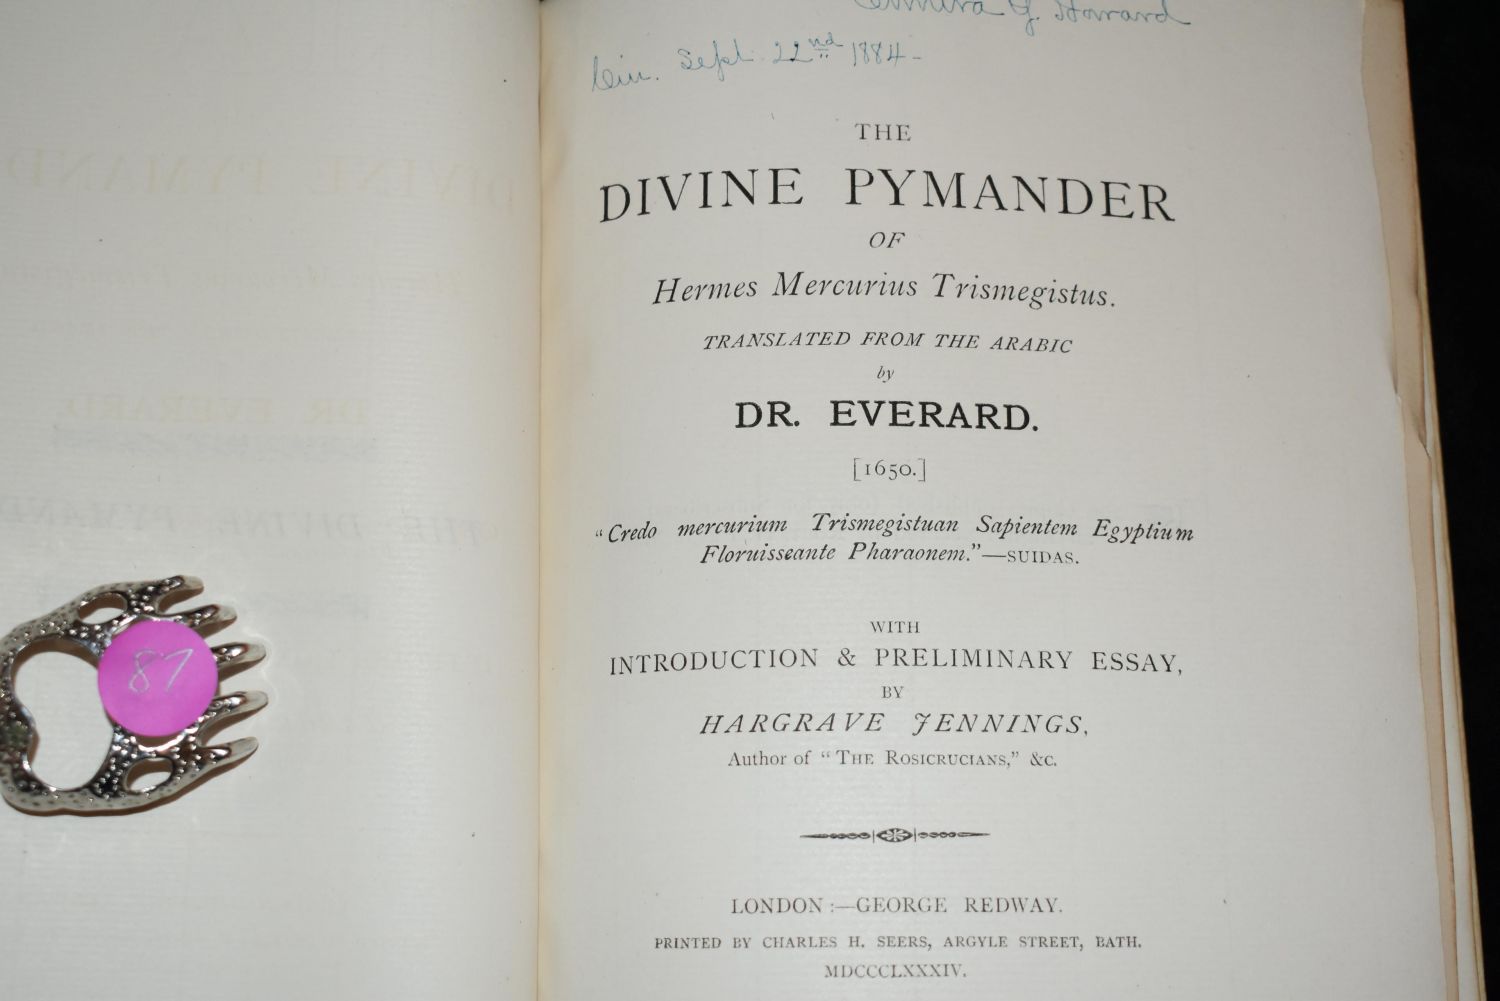 G. Howard
Cin. Sept. 22nd 1884-
THE
DIVINE PYMANDER
OF
Hermes Mercurius Trismegistus.
TRANSLATED FROM THE ARABIC
by
DR. EVERARD.
[1650.]
"Credo mercurium Trismegistuan Sapientem Egyptium
Floruisseante Pharaonem."—SUIDAS.
WITH
INTRODUCTION & PRELIMINARY ESSAY,
BY
HARGRAVE JENNINGS,
Author of "THE ROSICRUCIANS," &c.
LONDON:—GEORGE REDWAY.
PRINTED BY CHARLES H. SEERS, ARGYLE STREET, BATH.
MDCCCLXXXIV.
87